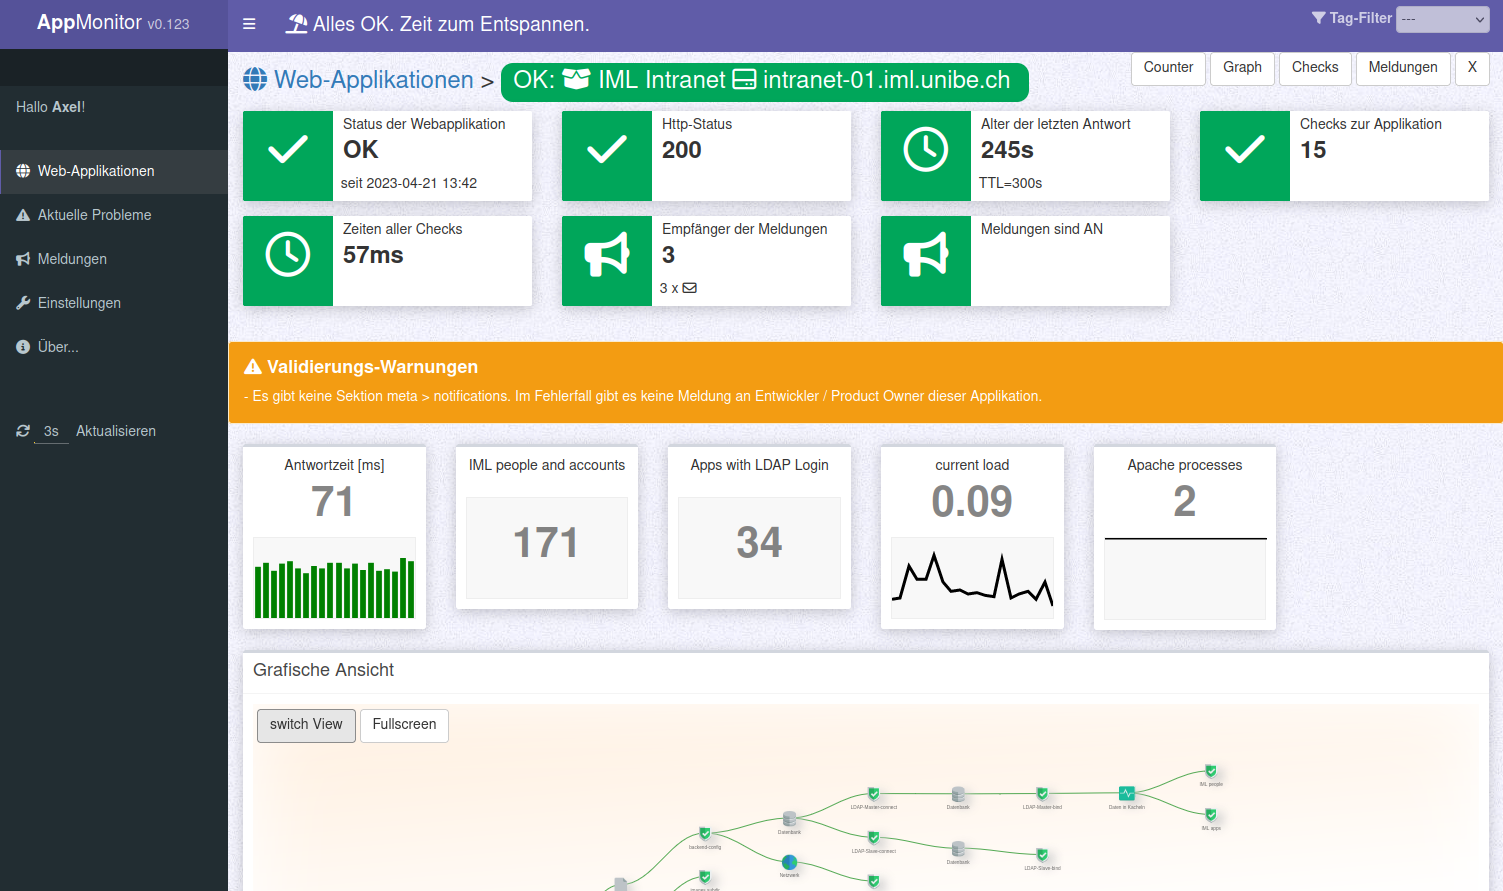 AppMonitor v0.123
Alles OK. Zeit zum Entspannen.
Tag-Filter ---
Hallo Axel!
Web-Applikationen
Aktuelle Probleme
Meldungen
Einstellungen
Über...
3s Aktualisieren
Web-Applikationen > OK: IML Intranet intranet-01.iml.unibe.ch
Counter Graph Checks Meldungen X
Status der Webapplikation
OK
seit 2023-04-21 13:42
Http-Status
200
Alter der letzten Antwort
245s
TTL=300s
Checks zur Applikation
15
Zeiten aller Checks
57ms
Empfänger der Meldungen
3
3 x
Meldungen sind AN
Validierungs-Warnungen
- Es gibt keine Sektion meta > notifications. Im Fehlerfall gibt es keine Meldung an Entwickler / Product Owner dieser Applikation.
Antwortzeit [ms]
71
IML people and accounts
171
Apps with LDAP Login
34
current load
0.09
Apache processes
2
Grafische Ansicht
switch View Fullscreen
IML people
LDAP-Master-connect
Datenbank
LDAP-Master-bind
Daten in Kacheln
IML apps
Datenbank
backend-config
LDAP-Slave-connect
Datenbank
LDAP-Slave-bind
Netzwerk